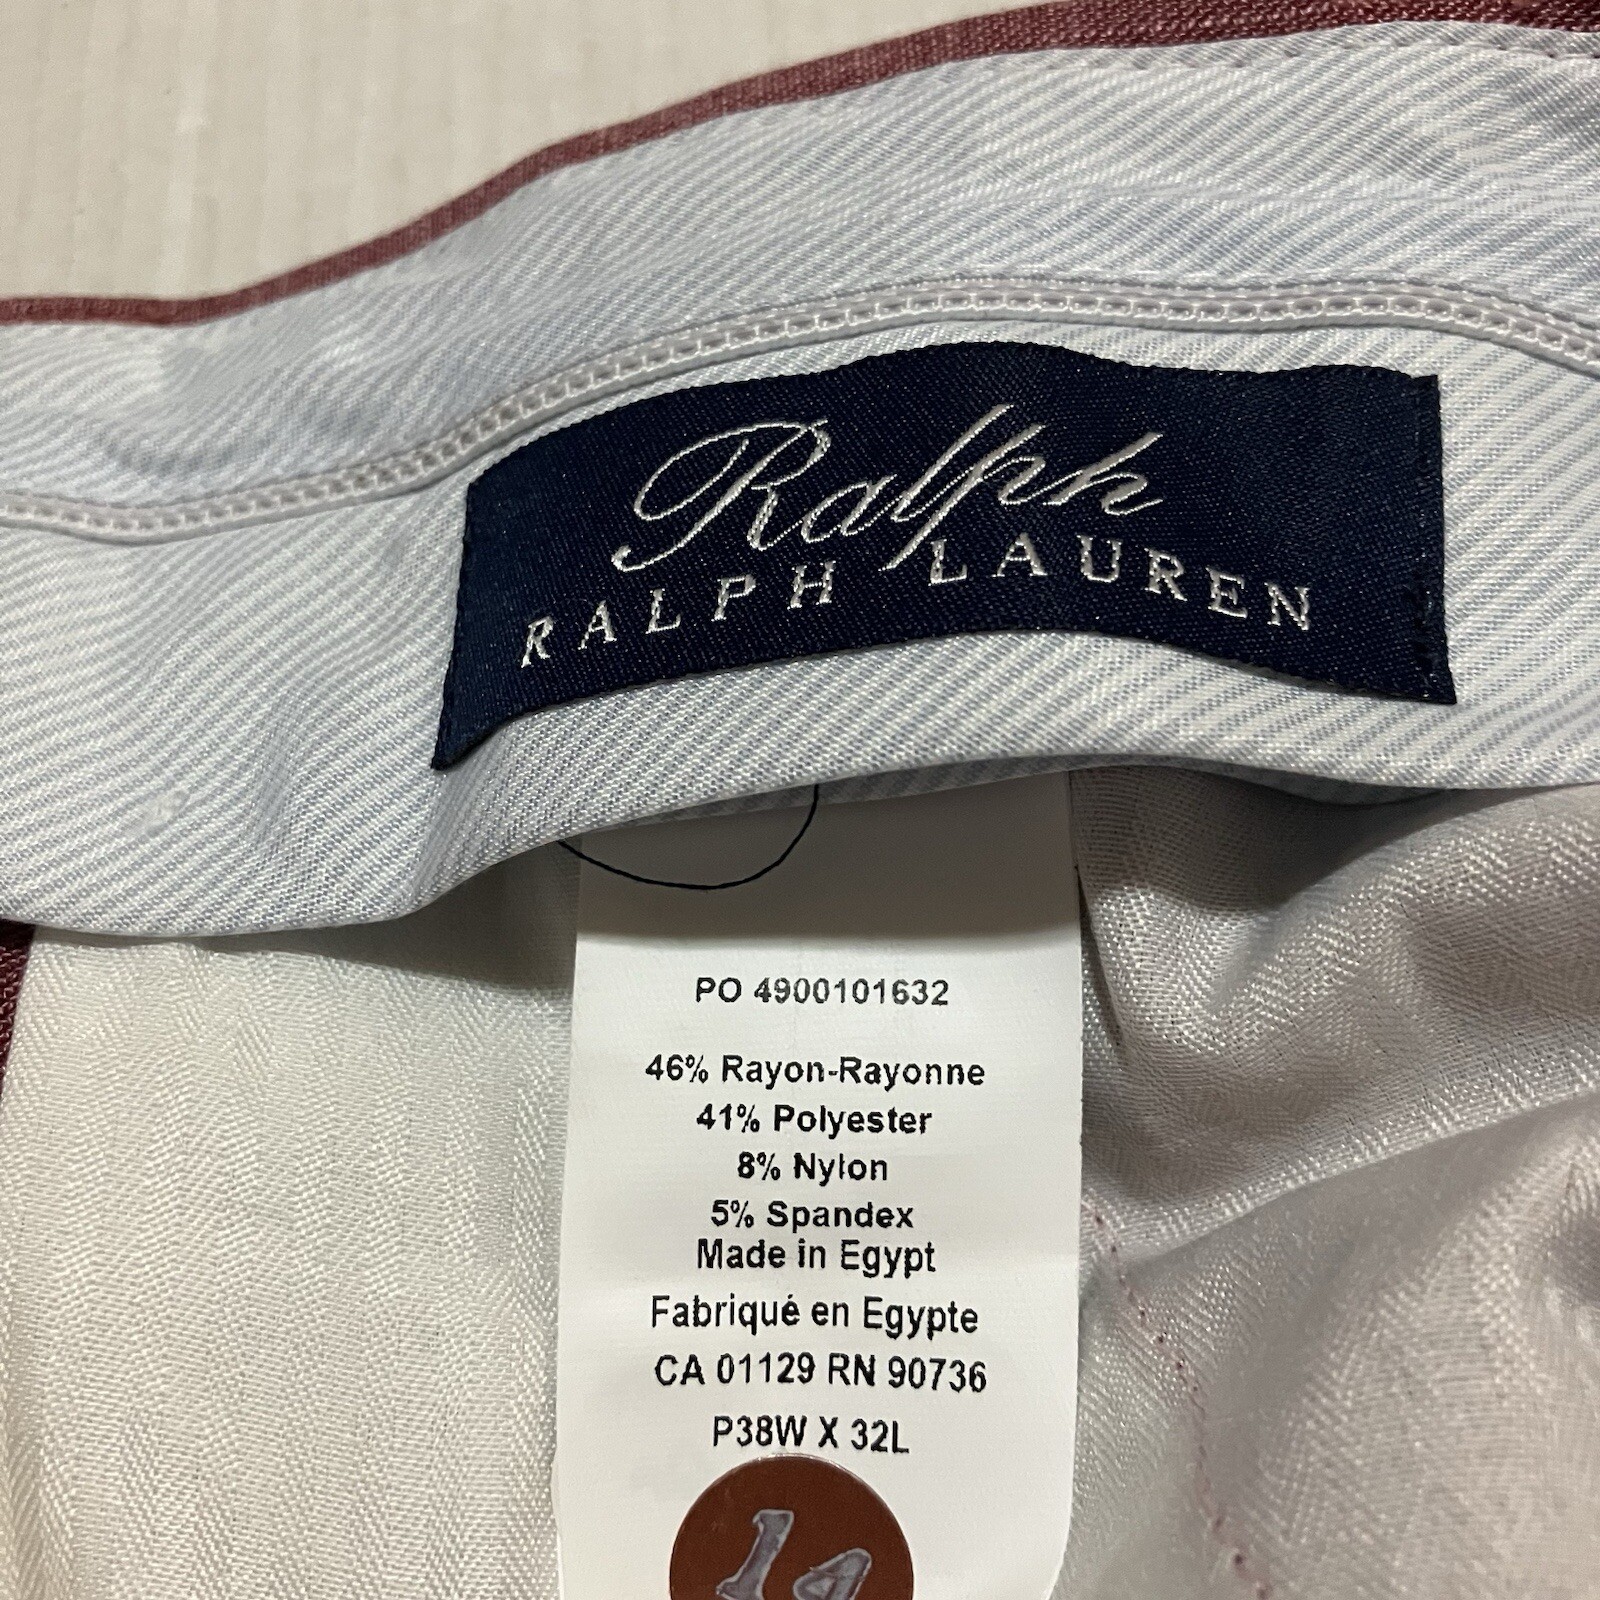 Ralph
RALPH LAUREN
PO 4900101632
46% Rayon-Rayonne
41% Polyester
8% Nylon
5% Spandex
Made in Egypt
Fabriqué en Egypte
CA 01129 RN 90736
P38W X 32L
14